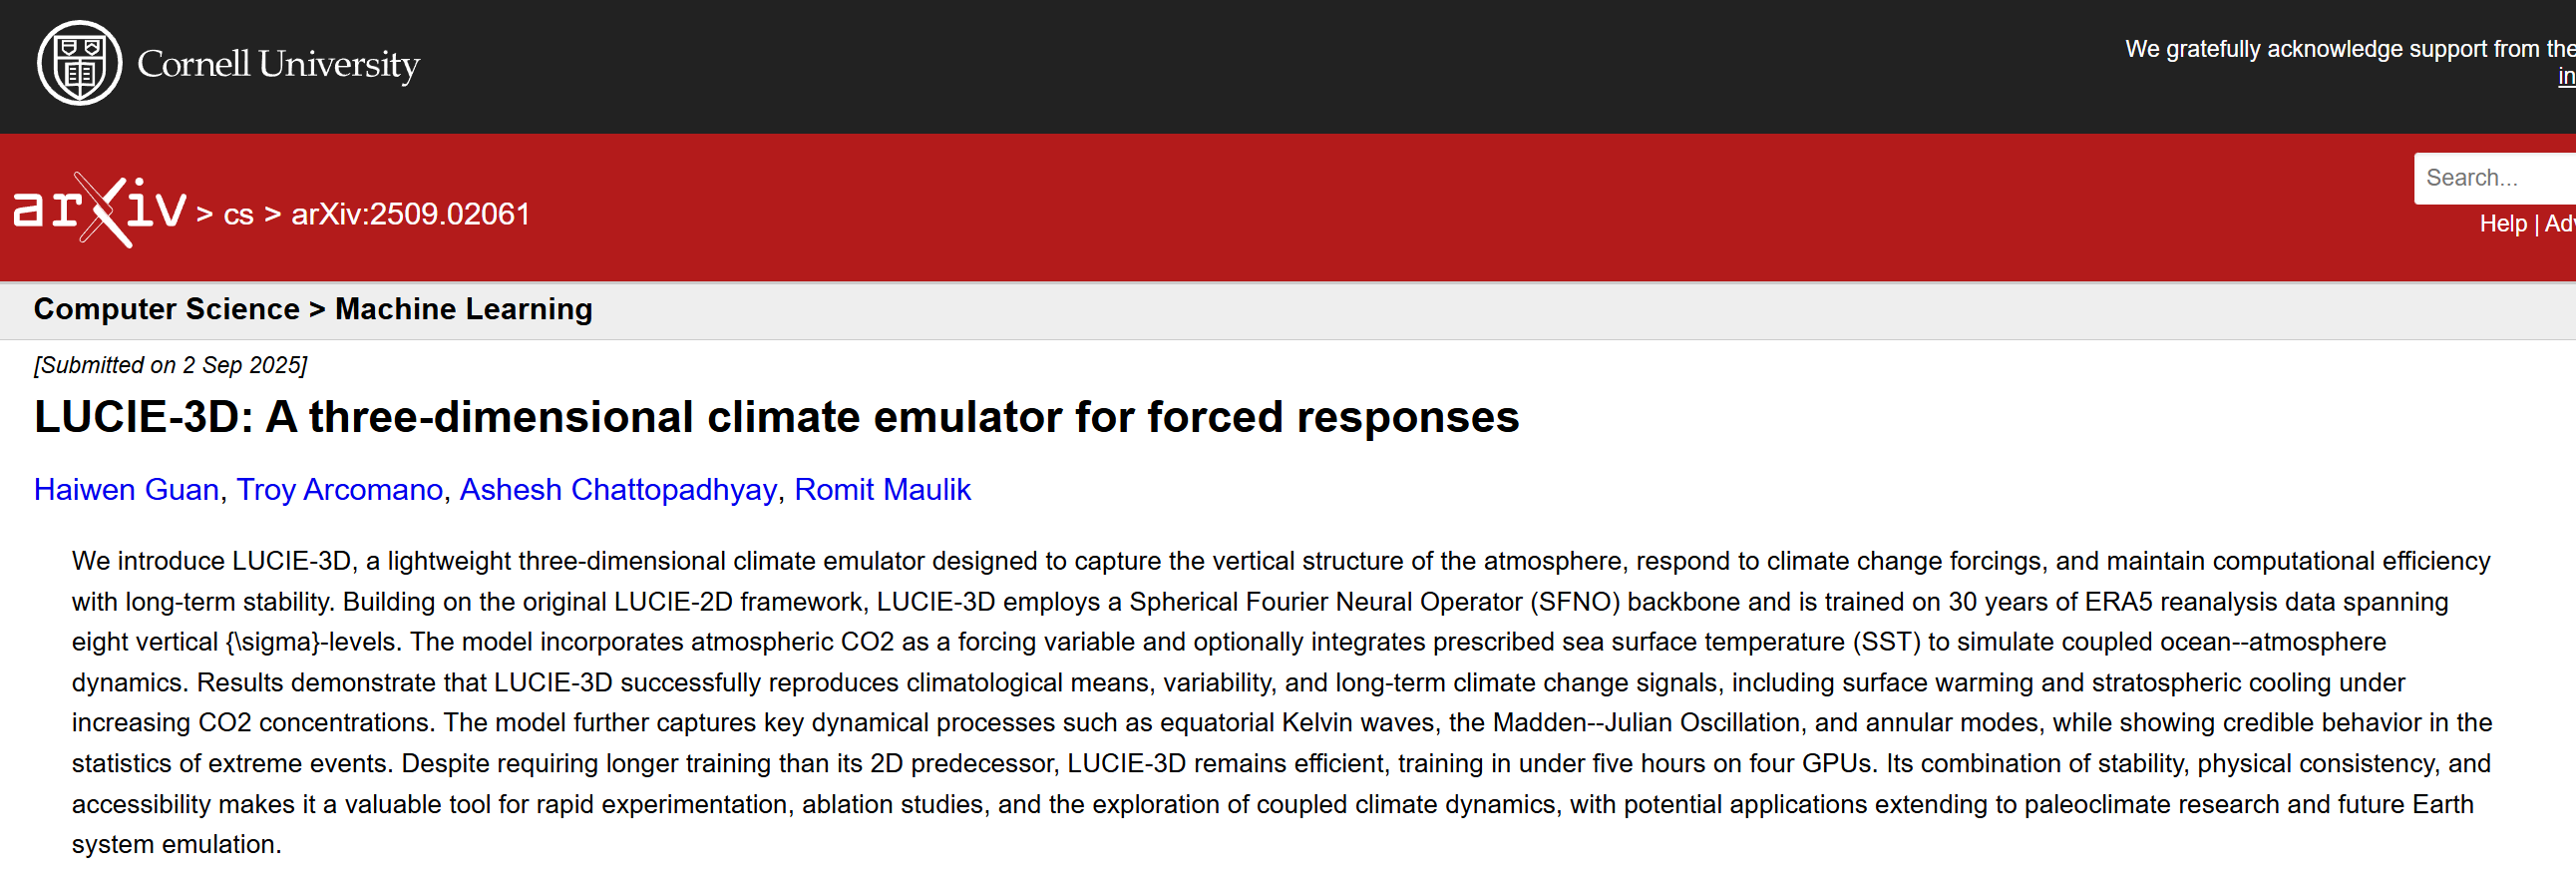 Cornell University
We gratefully acknowledge support from the
in
arXiv > cs > arXiv:2509.02061
Search...
Help | Adv
Computer Science > Machine Learning
[Submitted on 2 Sep 2025]
LUCIE-3D: A three-dimensional climate emulator for forced responses
Haiwen Guan, Troy Arcomano, Ashesh Chattopadhyay, Romit Maulik
We introduce LUCIE-3D, a lightweight three-dimensional climate emulator designed to capture the vertical structure of the atmosphere, respond to climate change forcings, and maintain computational efficiency
with long-term stability. Building on the original LUCIE-2D framework, LUCIE-3D employs a Spherical Fourier Neural Operator (SFNO) backbone and is trained on 30 years of ERA5 reanalysis data spanning
eight vertical {\sigma}-levels. The model incorporates atmospheric CO2 as a forcing variable and optionally integrates prescribed sea surface temperature (SST) to simulate coupled ocean--atmosphere
dynamics. Results demonstrate that LUCIE-3D successfully reproduces climatological means, variability, and long-term climate change signals, including surface warming and stratospheric cooling under
increasing CO2 concentrations. The model further captures key dynamical processes such as equatorial Kelvin waves, the Madden--Julian Oscillation, and annular modes, while showing credible behavior in the
statistics of extreme events. Despite requiring longer training than its 2D predecessor, LUCIE-3D remains efficient, training in under five hours on four GPUs. Its combination of stability, physical consistency, and
accessibility makes it a valuable tool for rapid experimentation, ablation studies, and the exploration of coupled climate dynamics, with potential applications extending to paleoclimate research and future Earth
system emulation.